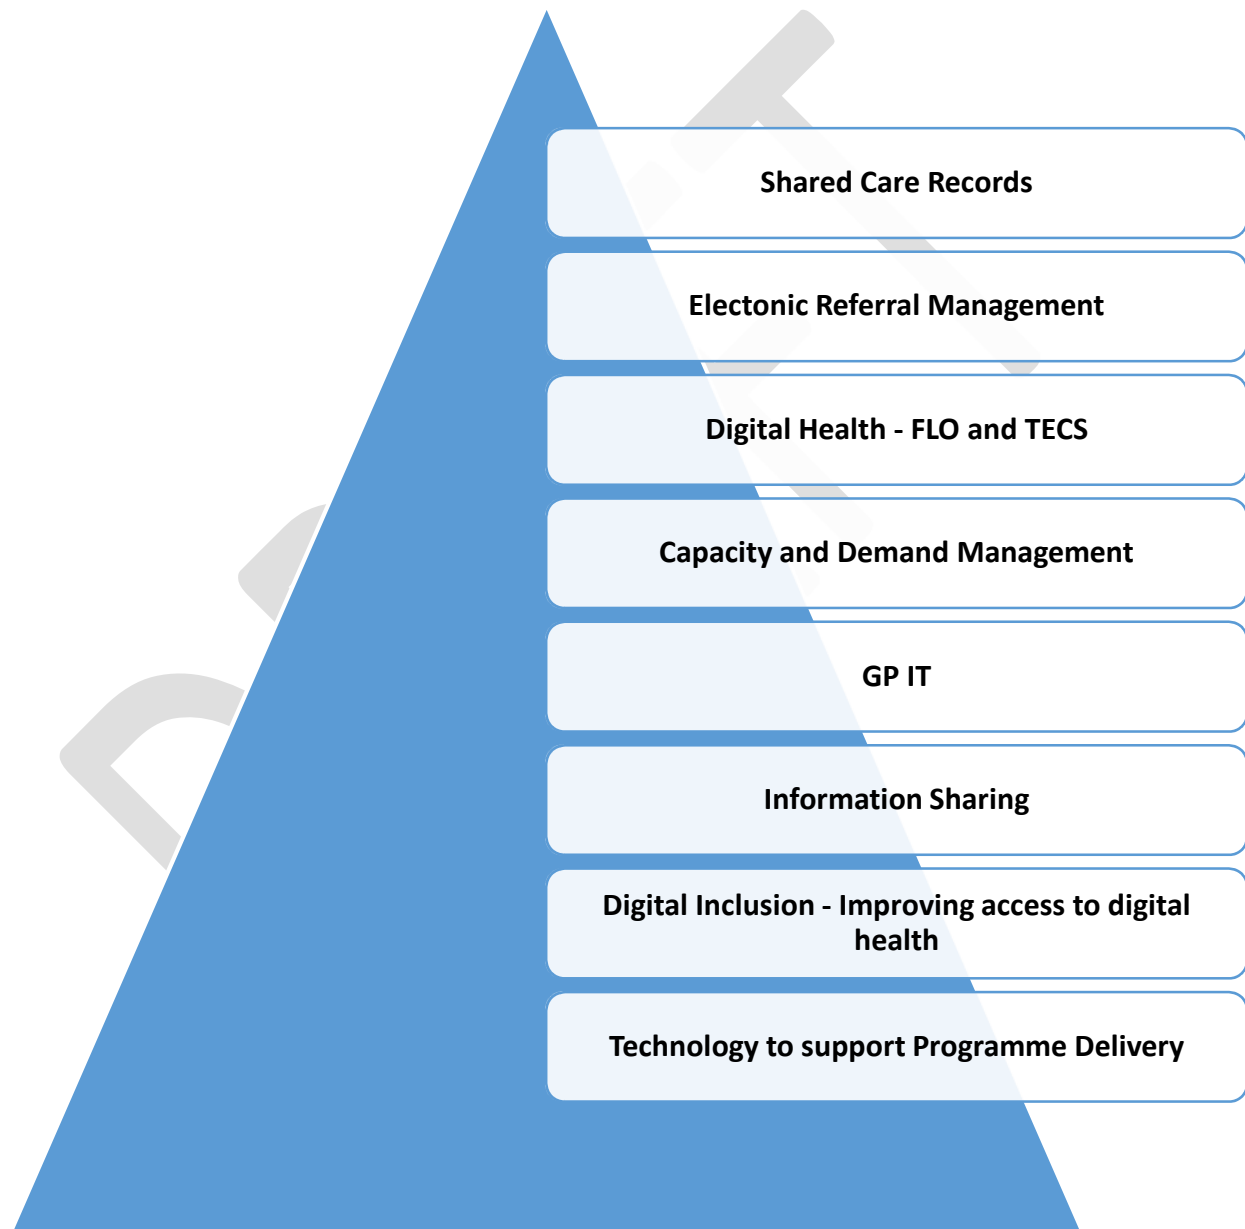 Shared Care Records
Electonic Referral Management
Digital Health - FLO and TECS
Capacity and Demand Management
GP IT
Information Sharing
Digital Inclusion - Improving access to digital
health
Technology to support Programme Delivery